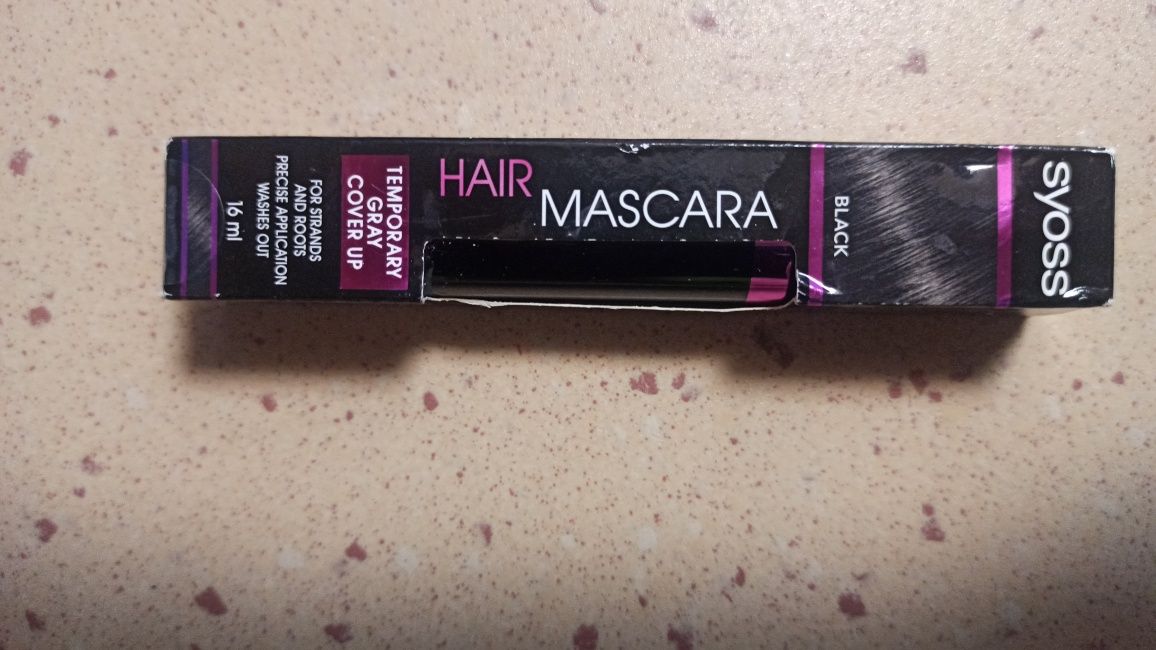 syoss
BLACK
HAIR
MASCARA
TEMPORARY
GRAY
COVER UP
FOR STRANDS
AND ROOTS
PRECISE APPLICATION
WASHES OUT
16 ml